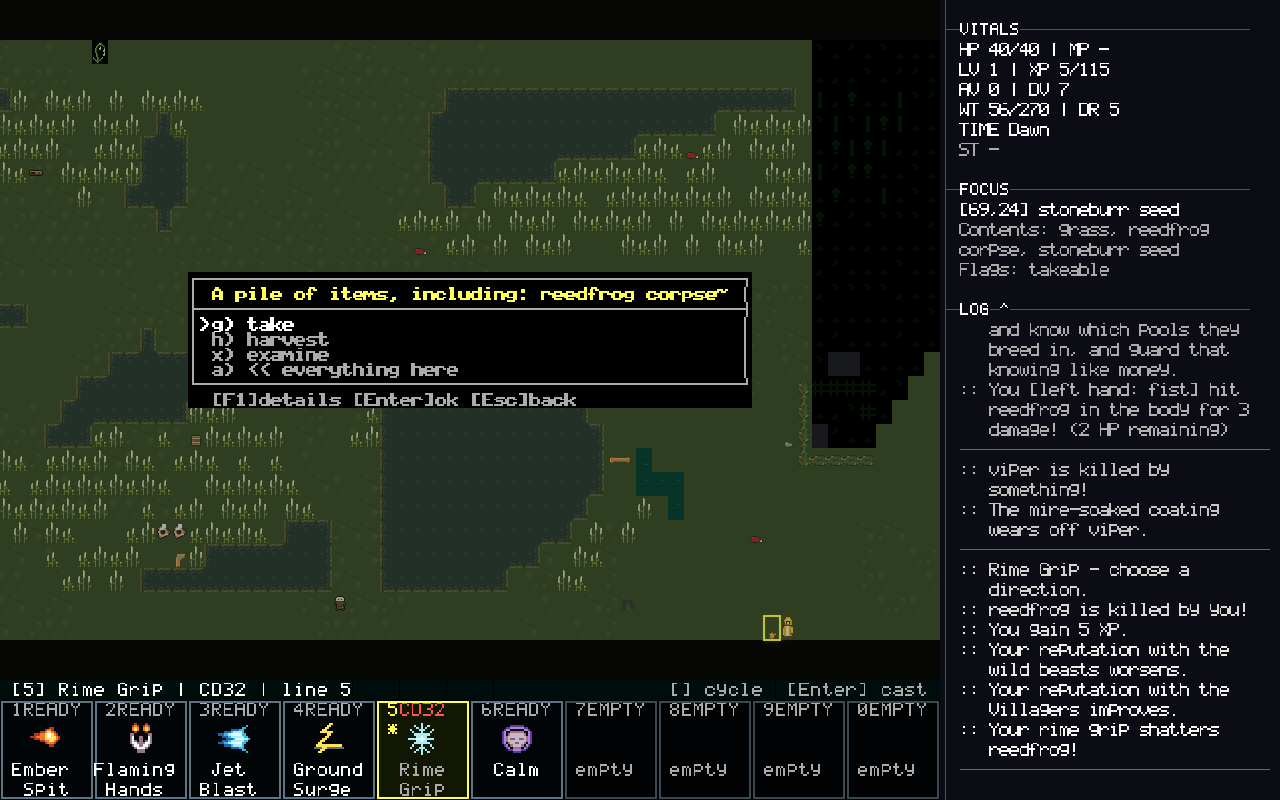 VITALS
HP 40/40 | MP -
LV 1 | XP 5/115
AV 0 | DV 7
WT 56/270 | DR 5
TIME Dawn
ST -
FOCUS
[69,24] stoneburr seed
Contents: grass, reedfrog
corpse, stoneburr seed
Flags: takeable
LOG ^
and know which pools they
breed in, and guard that
knowing like money.
:: You [left hand: fist] hit
reedfrog in the body for 3
damage! (2 HP remaining)
:: viper is killed by
something!
:: The mire-soaked coating
wears off viper.
:: Rime Grip - choose a
direction.
:: reedfrog is killed by you!
:: You gain 5 XP.
:: Your reputation with the
wild beasts worsens.
:: Your reputation with the
Villagers improves.
:: Your rime grip shatters
reedfrog!
A pile of items, including: reedfrog corpse~
>g) take
h) harvest
x) examine
a) << everything here
[F1]details [Enter]ok [Esc]back
[5] Rime Grip | CD32 | line 5
[] cycle [Enter] cast
1READY 2READY 3READY 4READY 5CD32 6READY 7EMPTY 8EMPTY 9EMPTY 0EMPTY
*
Ember Flaming Jet Ground Rime Calm empty empty empty empty
Spit Hands Blast Surge Grip